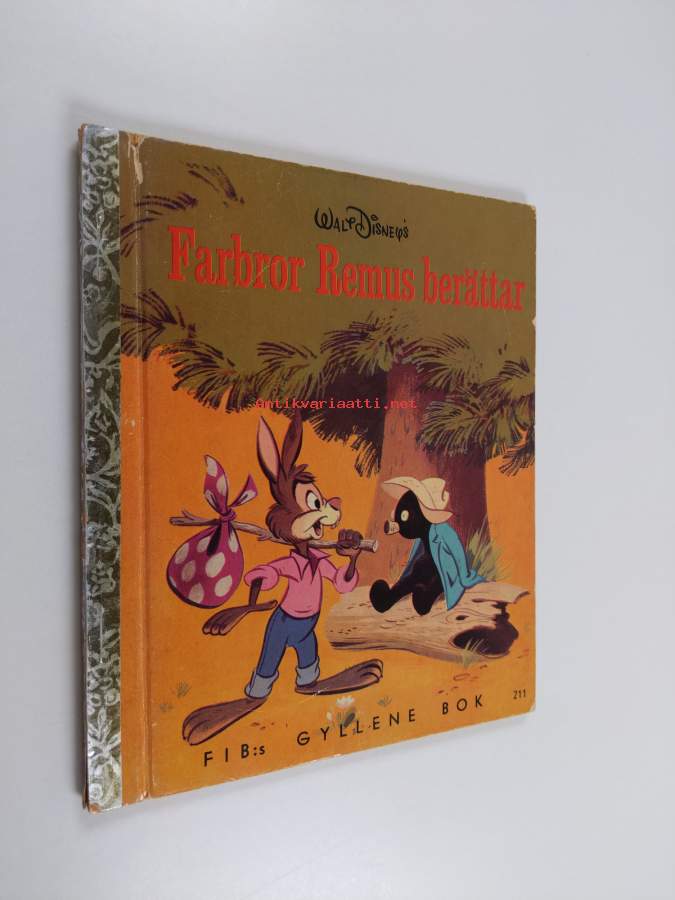 WALT DISNEY'S
Farbror Remus berättar
Antikvariaatti.net
FIB:s GYLLENE BOK 211